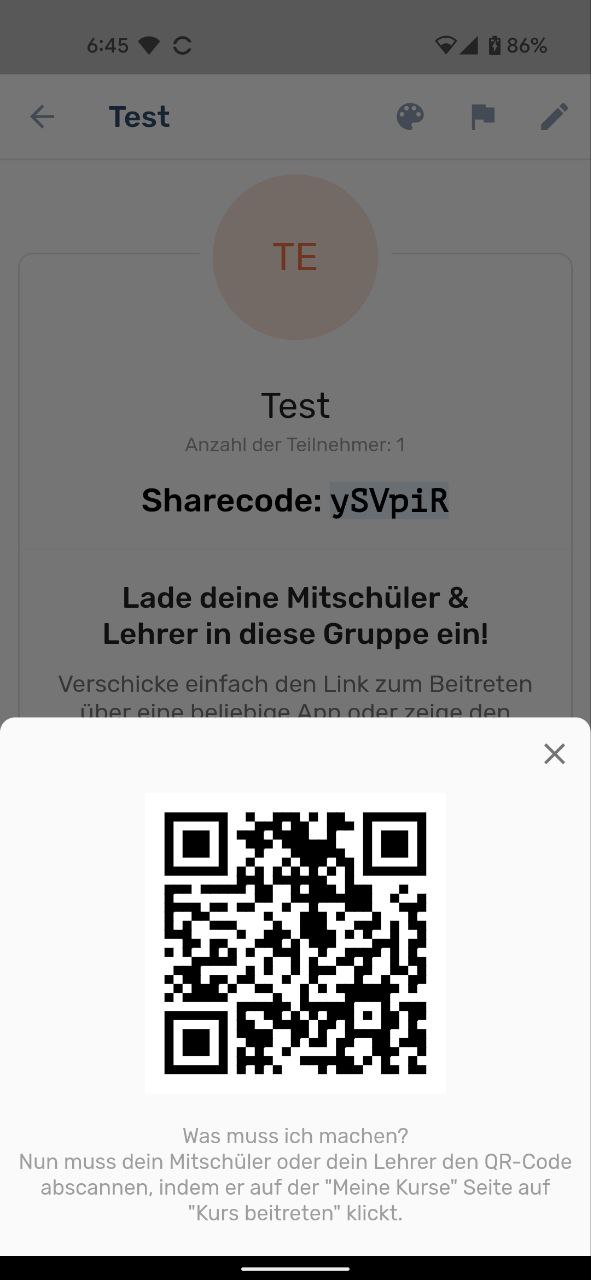 6:45 86%
Test
TE
Test
Anzahl der Teilnehmer: 1
Sharecode: ySVpiR
Lade deine Mitschüler &
Lehrer in diese Gruppe ein!
Verschicke einfach den Link zum Beitreten
über eine beliebige App oder zeige den
Was muss ich machen?
Nun muss dein Mitschüler oder dein Lehrer den QR-Code
abscannen, indem er auf der "Meine Kurse" Seite auf
"Kurs beitreten" klickt.